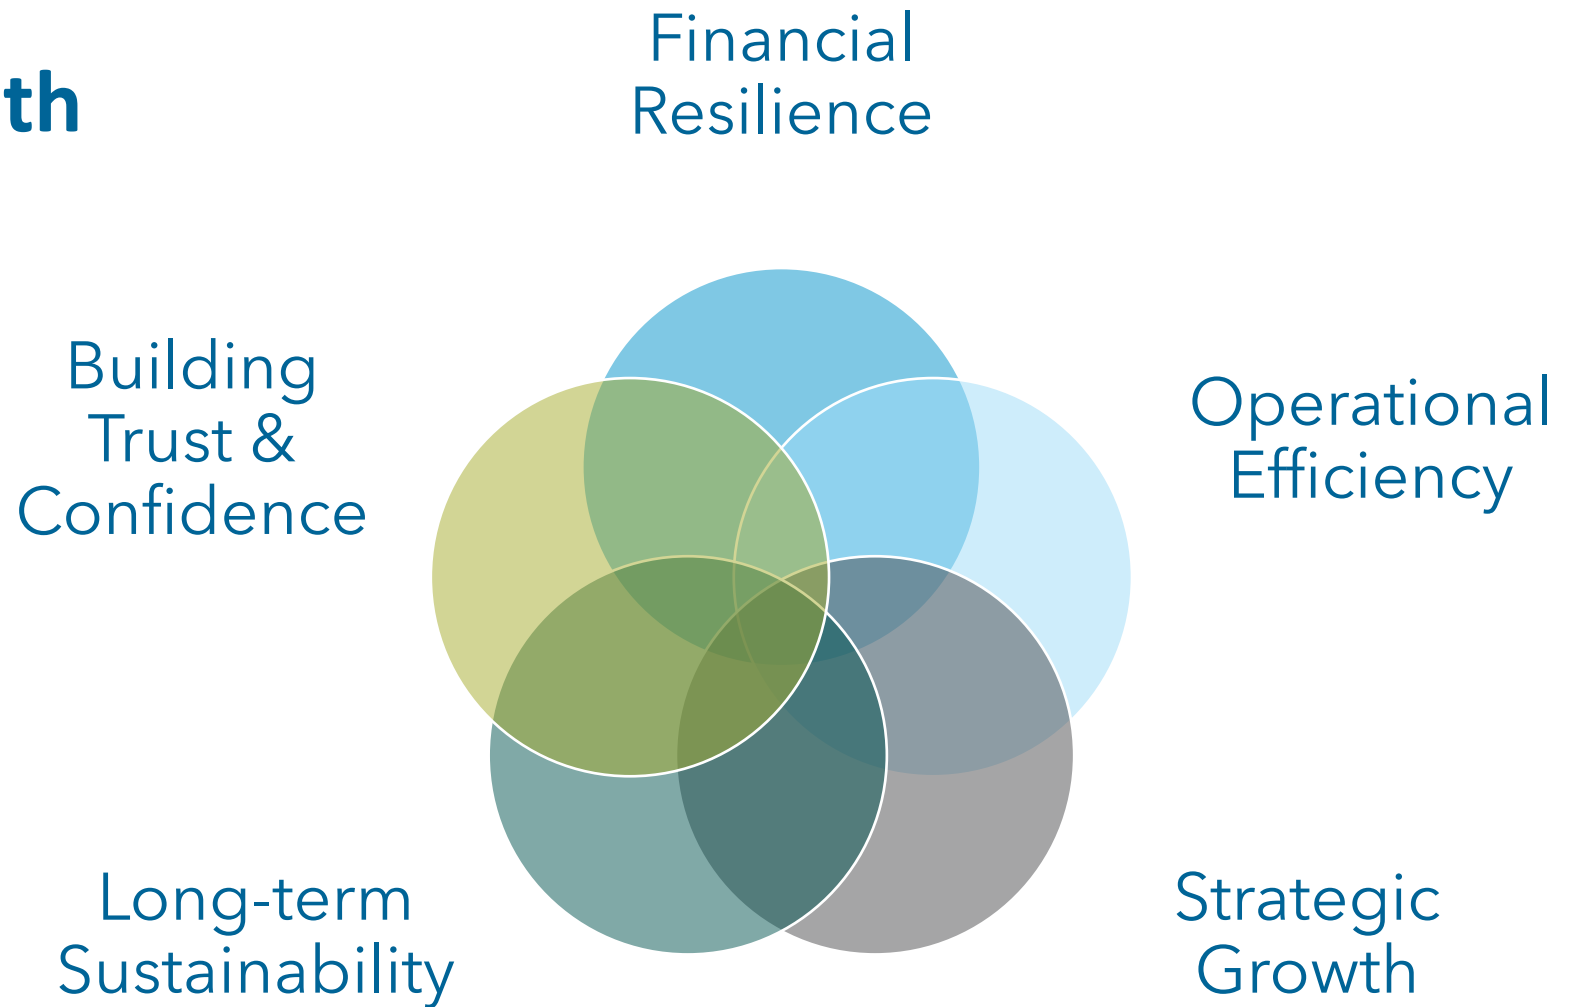 Financial
Resilience
th
Building
Trust &
Confidence
Operational
Efficiency
Long-term
Sustainability
Strategic
Growth